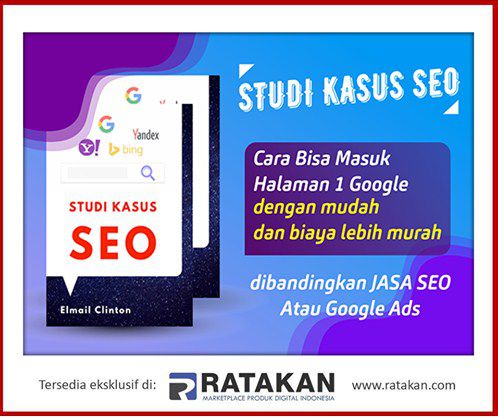 STUDI KASUS SEO
Cara Bisa Masuk
Halaman 1 Google
dengan mudah
dan biaya lebih murah
dibandingkan JASA SEO
Atau Google Ads
G
G
Yandex
Y!
bing
STUDI KASUS
SEO
Elmail Clinton
Tersedia eksklusif di:
RATAKAN
MARKETPLACE PRODUK DIGITAL INDONESIA
www.ratakan.com